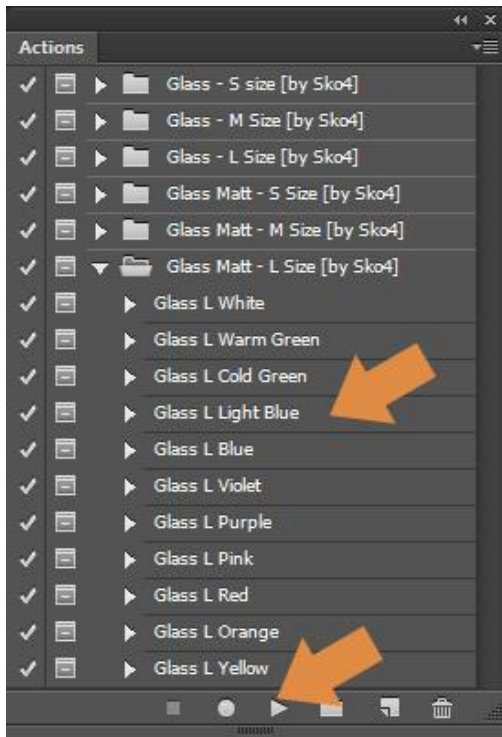 Actions
Glass - S size [by Sko4]
Glass - M Size [by Sko4]
Glass - L Size [by Sko4]
Glass Matt - S Size [by Sko4]
Glass Matt - M Size [by Sko4]
Glass Matt - L Size [by Sko4]
Glass L White
Glass L Warm Green
Glass L Cold Green
Glass L Light Blue
Glass L Blue
Glass L Violet
Glass L Purple
Glass L Pink
Glass L Red
Glass L Orange
Glass L Yellow